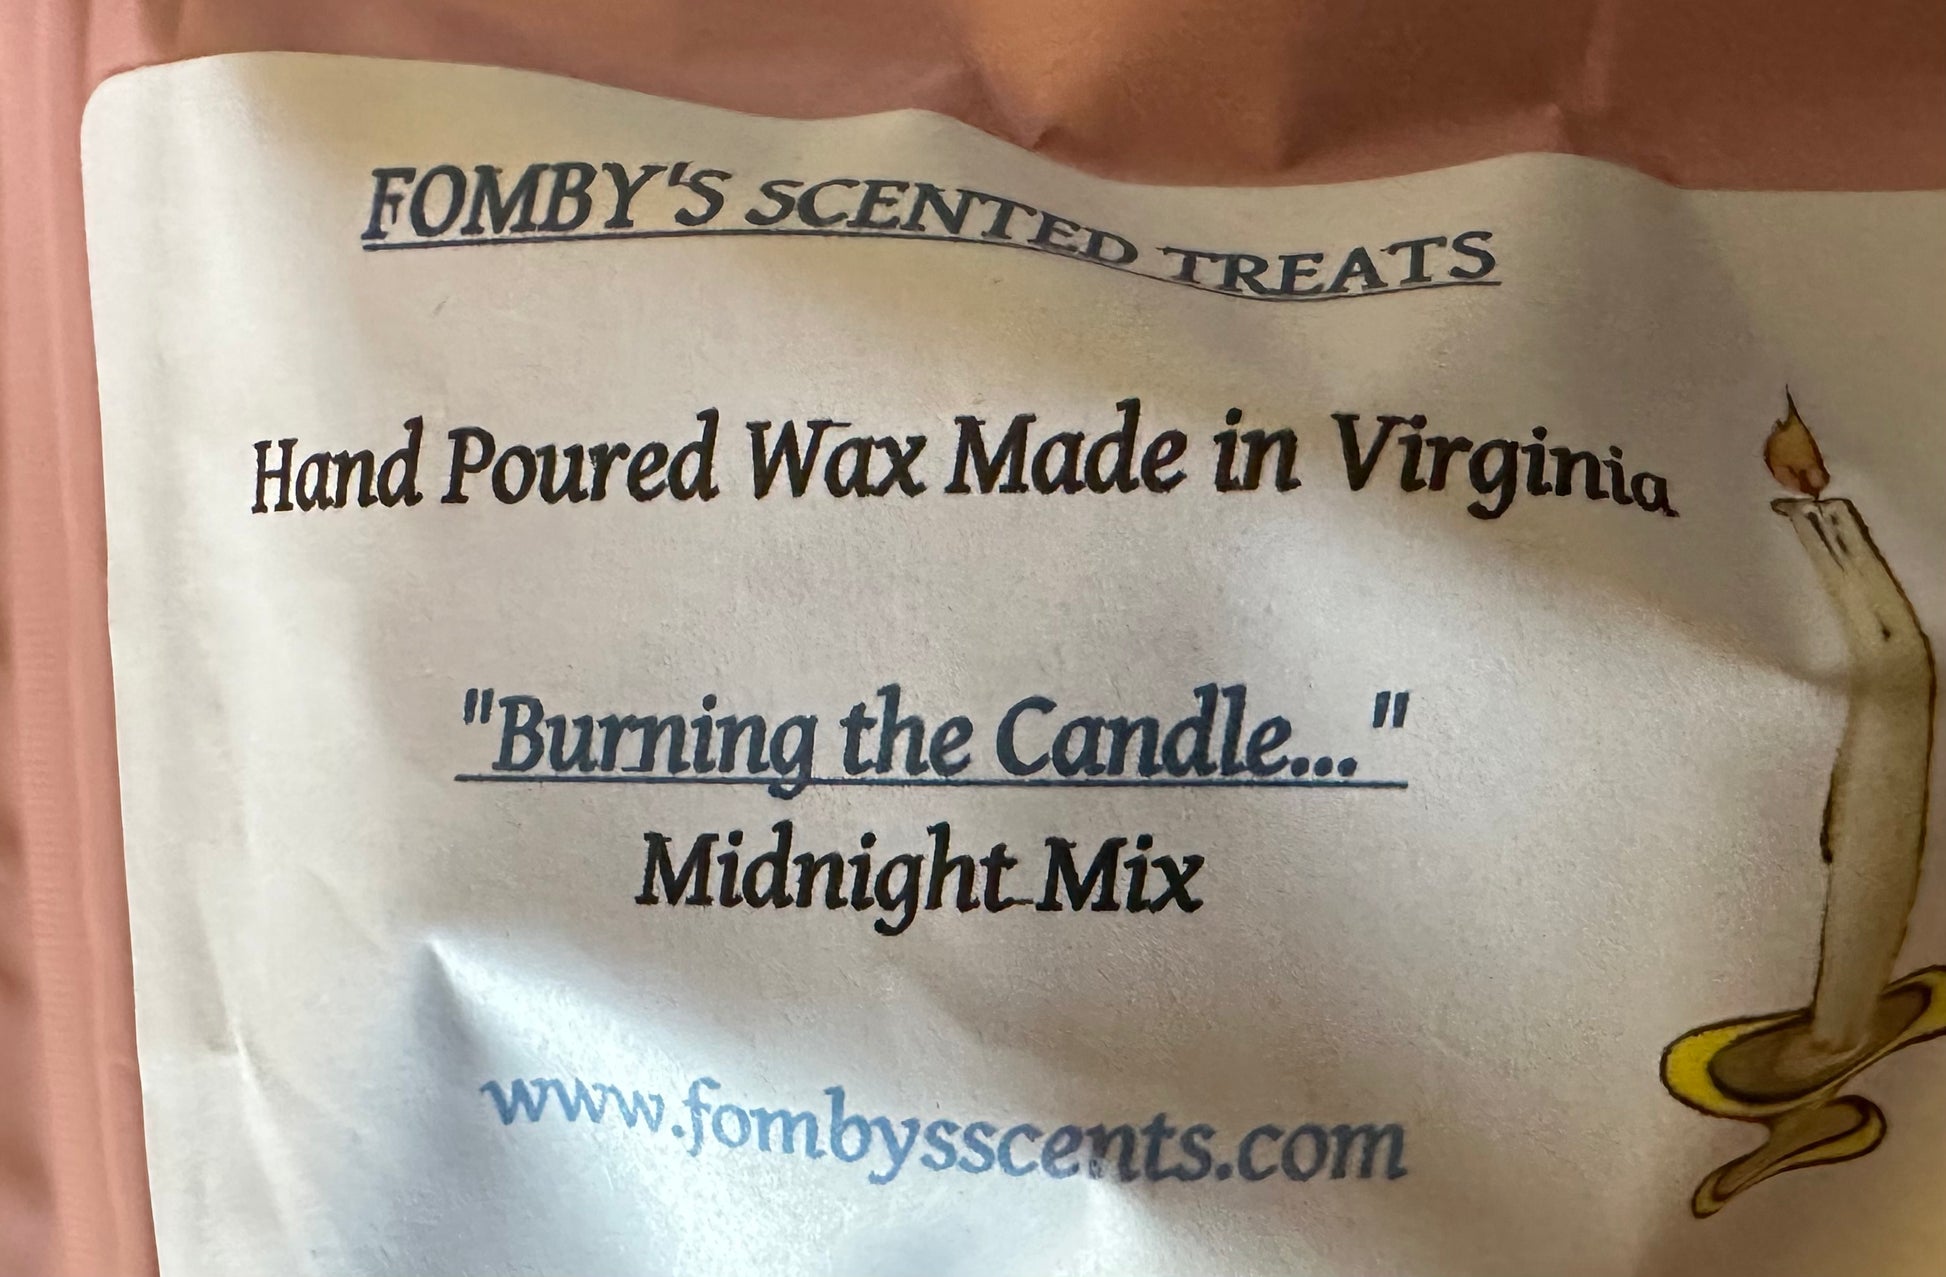 FOMBY'S SCENTED TREATS
Hand Poured Wax Made in Virginia
"Burning the Candle..."
Midnight Mix
www.fombysscents.com